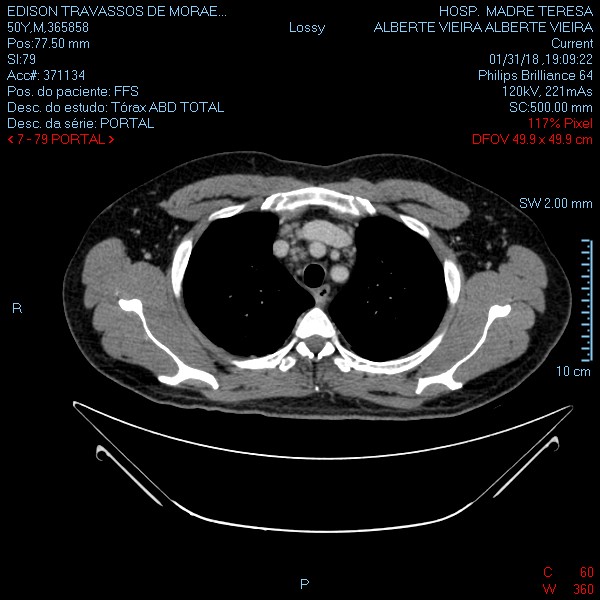 EDISON TRAVASSOS DE MORAE...
50Y,M,365858
Pos:77.50 mm
SI:79
Acc#: 371134
Pos. do paciente: FFS
Desc. do estudo: Tórax ABD TOTAL
Desc. da série: PORTAL
< 7 - 79 PORTAL >
Lossy
HOSP. MADRE TERESA
ALBERTE VIEIRA ALBERTE VIEIRA
Current
01/31/18 ,19:09:22
Philips Brilliance 64
120kV, 221mAs
SC:500.00 mm
117% Pixel
DFOV 49.9 x 49.9 cm
SW 2.00 mm
R
10 cm
P
C 60
W 360